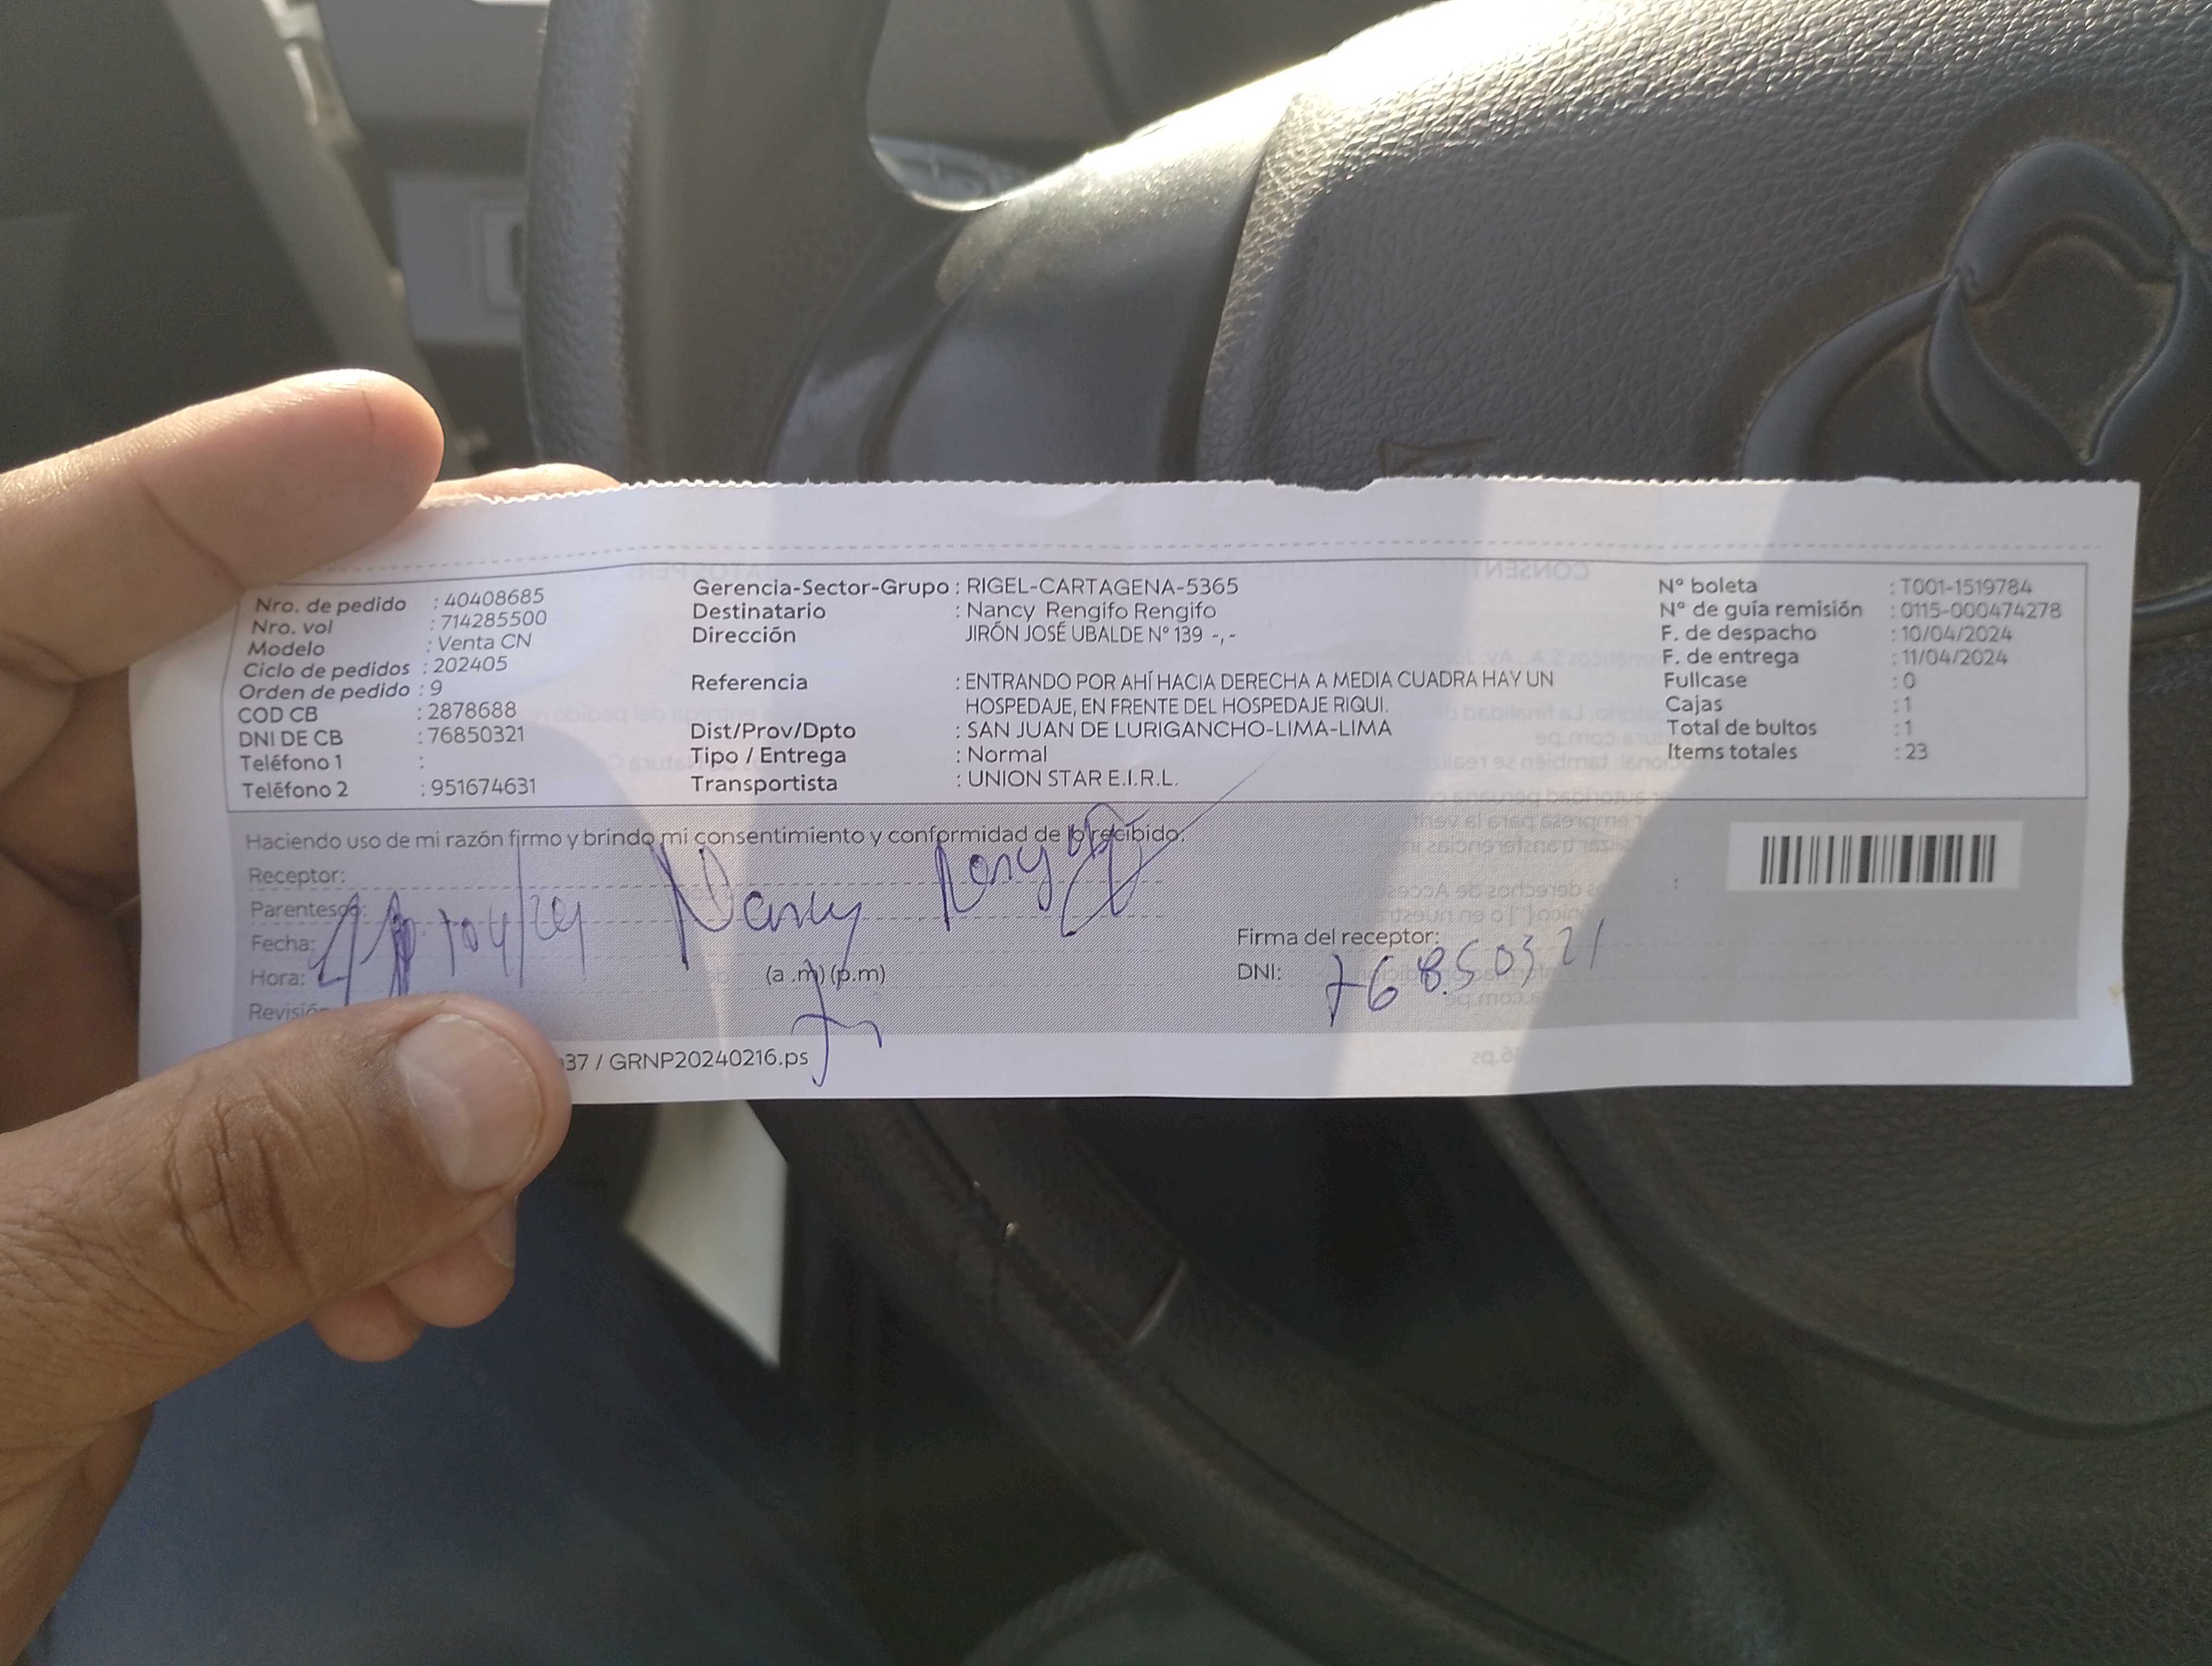 Nro. de pedido : 40408685
Nro. vol : 714285500
Modelo : Venta CN
Ciclo de pedidos : 202405
Orden de pedido : 9
COD CB : 2878688
DNI DE CB : 76850321
Teléfono 1 :
Teléfono 2 : 951674631
Gerencia-Sector-Grupo : RIGEL-CARTAGENA-5365
Destinatario : Nancy Rengifo Rengifo
Dirección JIRÓN JOSÉ UBALDE Nº 139 -,-
Referencia : ENTRANDO POR AHÍ HACIA DERECHA A MEDIA CUADRA HAY UN
HOSPEDAJE, EN FRENTE DEL HOSPEDAJE RIQUI.
Dist/Prov/Dpto : SAN JUAN DE LURIGANCHO-LIMA-LIMA
Tipo / Entrega : Normal
Transportista : UNION STAR E.I.R.L.
Nº boleta : T001-1519784
Nº de guía remisión : 0115-000474278
F. de despacho : 10/04/2024
F. de entrega : 11/04/2024
Fullcase : 0
Cajas : 1
Total de bultos : 1
Items totales : 23
Haciendo uso de mi razón firmo y brindo mi consentimiento y conformidad de lo recibido:
Receptor:
Parentesco:
Nancy
Fecha:
Hora: (a .m) (p.m)
Firma del receptor:
DNI: 76850321
37 / GRNP20240216.ps